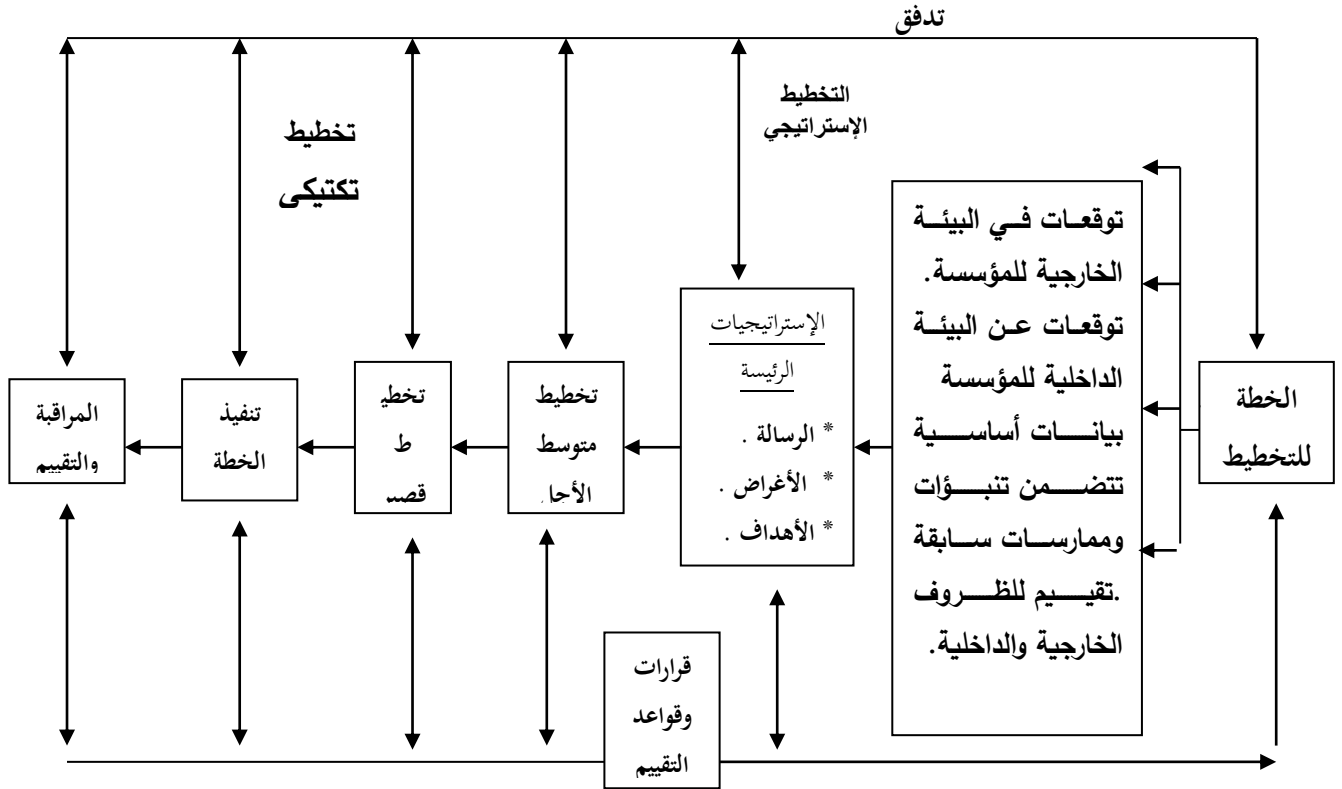 تدفق
التخطيط
الإستراتيجي
تخطيط
تكتيكى
الخطة
للتخطيط
توقعات في البيئة
الخارجية للمؤسسة.
توقعات عن البيئة
الداخلية للمؤسسة
بيانات أساسية
تتضمن تنبؤات
وممارسات سابقة
.تقييم للظروف
الخارجية والداخلية.
الإستراتيجيات
الرئيسة
* الرسالة .
* الأغراض .
* الأهداف .
تخطيط
متوسط
الأجل
تخطي
ط
تنفيذ
الخطة
المراقبة
والتقييم
قرارات
وقواعد
التقييم